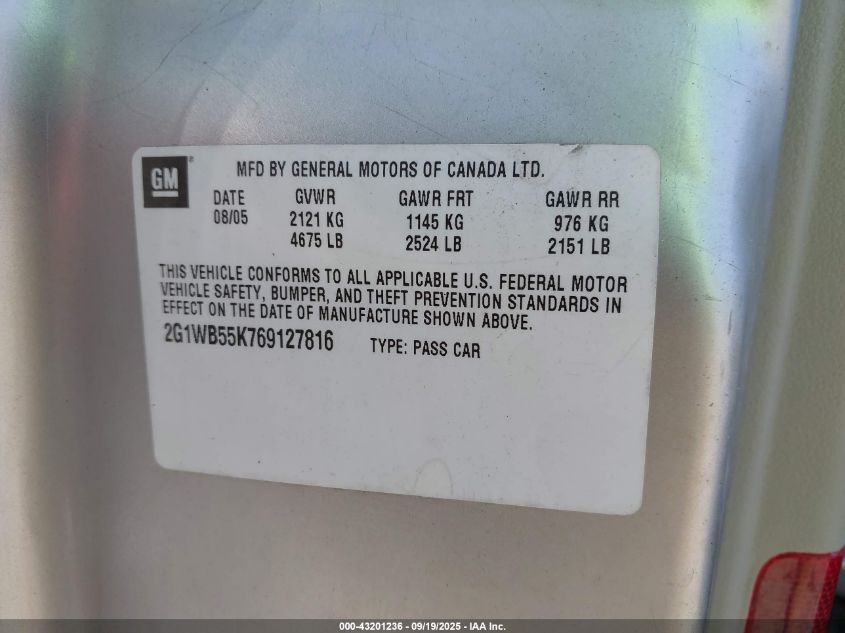 GM®
MFD BY GENERAL MOTORS OF CANADA LTD.
DATE GVWR GAWR FRT GAWR RR
08/05 2121 KG 1145 KG 976 KG
4675 LB 2524 LB 2151 LB
THIS VEHICLE CONFORMS TO ALL APPLICABLE U.S. FEDERAL MOTOR
VEHICLE SAFETY, BUMPER, AND THEFT PREVENTION STANDARDS IN
EFFECT ON THE DATE OF MANUFACTURE SHOWN ABOVE.
2G1WB55K769127816 TYPE: PASS CAR
000-43201236 - 09/19/2025 - IAA Inc.